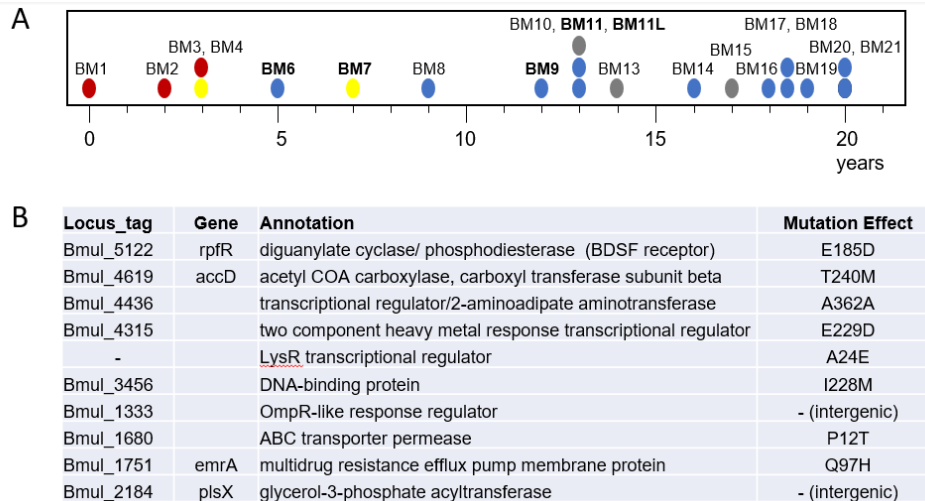 A
BM10, BM11, BM11L BM17, BM18
BM3, BM4 BM15 BM20, BM21
BM1 BM2 BM6 BM7 BM8 BM9 BM13 BM14 BM16 BM19
0 5 10 15 20
years
B
Locus_tag Gene Annotation Mutation Effect
Bmul_5122 rpfR diguanylate cyclase/ phosphodiesterase (BDSF receptor) E185D
Bmul_4619 accD acetyl COA carboxylase, carboxyl transferase subunit beta T240M
Bmul_4436 transcriptional regulator/2-aminoadipate aminotransferase A362A
Bmul_4315 two component heavy metal response transcriptional regulator E229D
- LysR transcriptional regulator A24E
Bmul_3456 DNA-binding protein I228M
Bmul_1333 OmpR-like response regulator - (intergenic)
Bmul_1680 ABC transporter permease P12T
Bmul_1751 emrA multidrug resistance efflux pump membrane protein Q97H
Bmul_2184 plsX glycerol-3-phosphate acyltransferase - (intergenic)